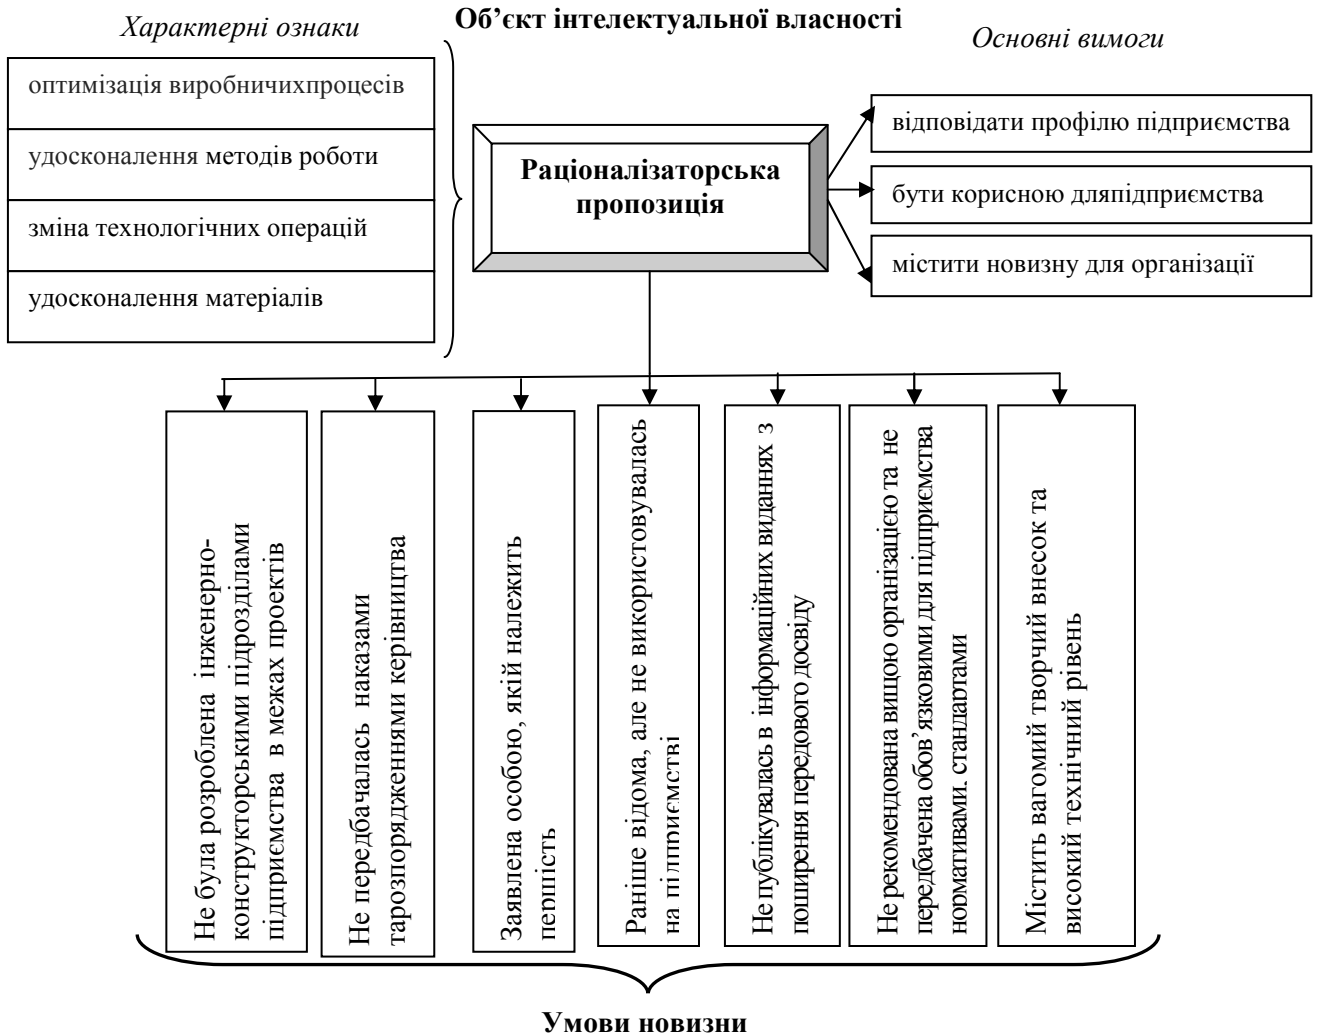 Об’єкт інтелектуальної власності
Характерні ознаки
Основні вимоги
оптимізація виробничихпроцесів
удосконалення методів роботи
зміна технологічних операцій
удосконалення матеріалів
Раціоналізаторська
пропозиція
відповідати профілю підприємства
бути корисною дляпідприємства
містити новизну для організації
Не була розроблена інженерно-
конструкторськими підрозділами
підприємства в межах проектів
Не передбачалась наказами
тарозпорядженнями керівництва
Заявлена особою, якій належить
першість
Раніше відома, але не використовувалась
на підприємстві
Не публікувалась в інформаційних виданнях з
поширення передового досвіду
Не рекомендована вищою організацією та не
передбачена обов’язковими для підприємства
нормативами, стандартами
Містить вагомий творчий внесок та
високий технічний рівень
Умови новизни